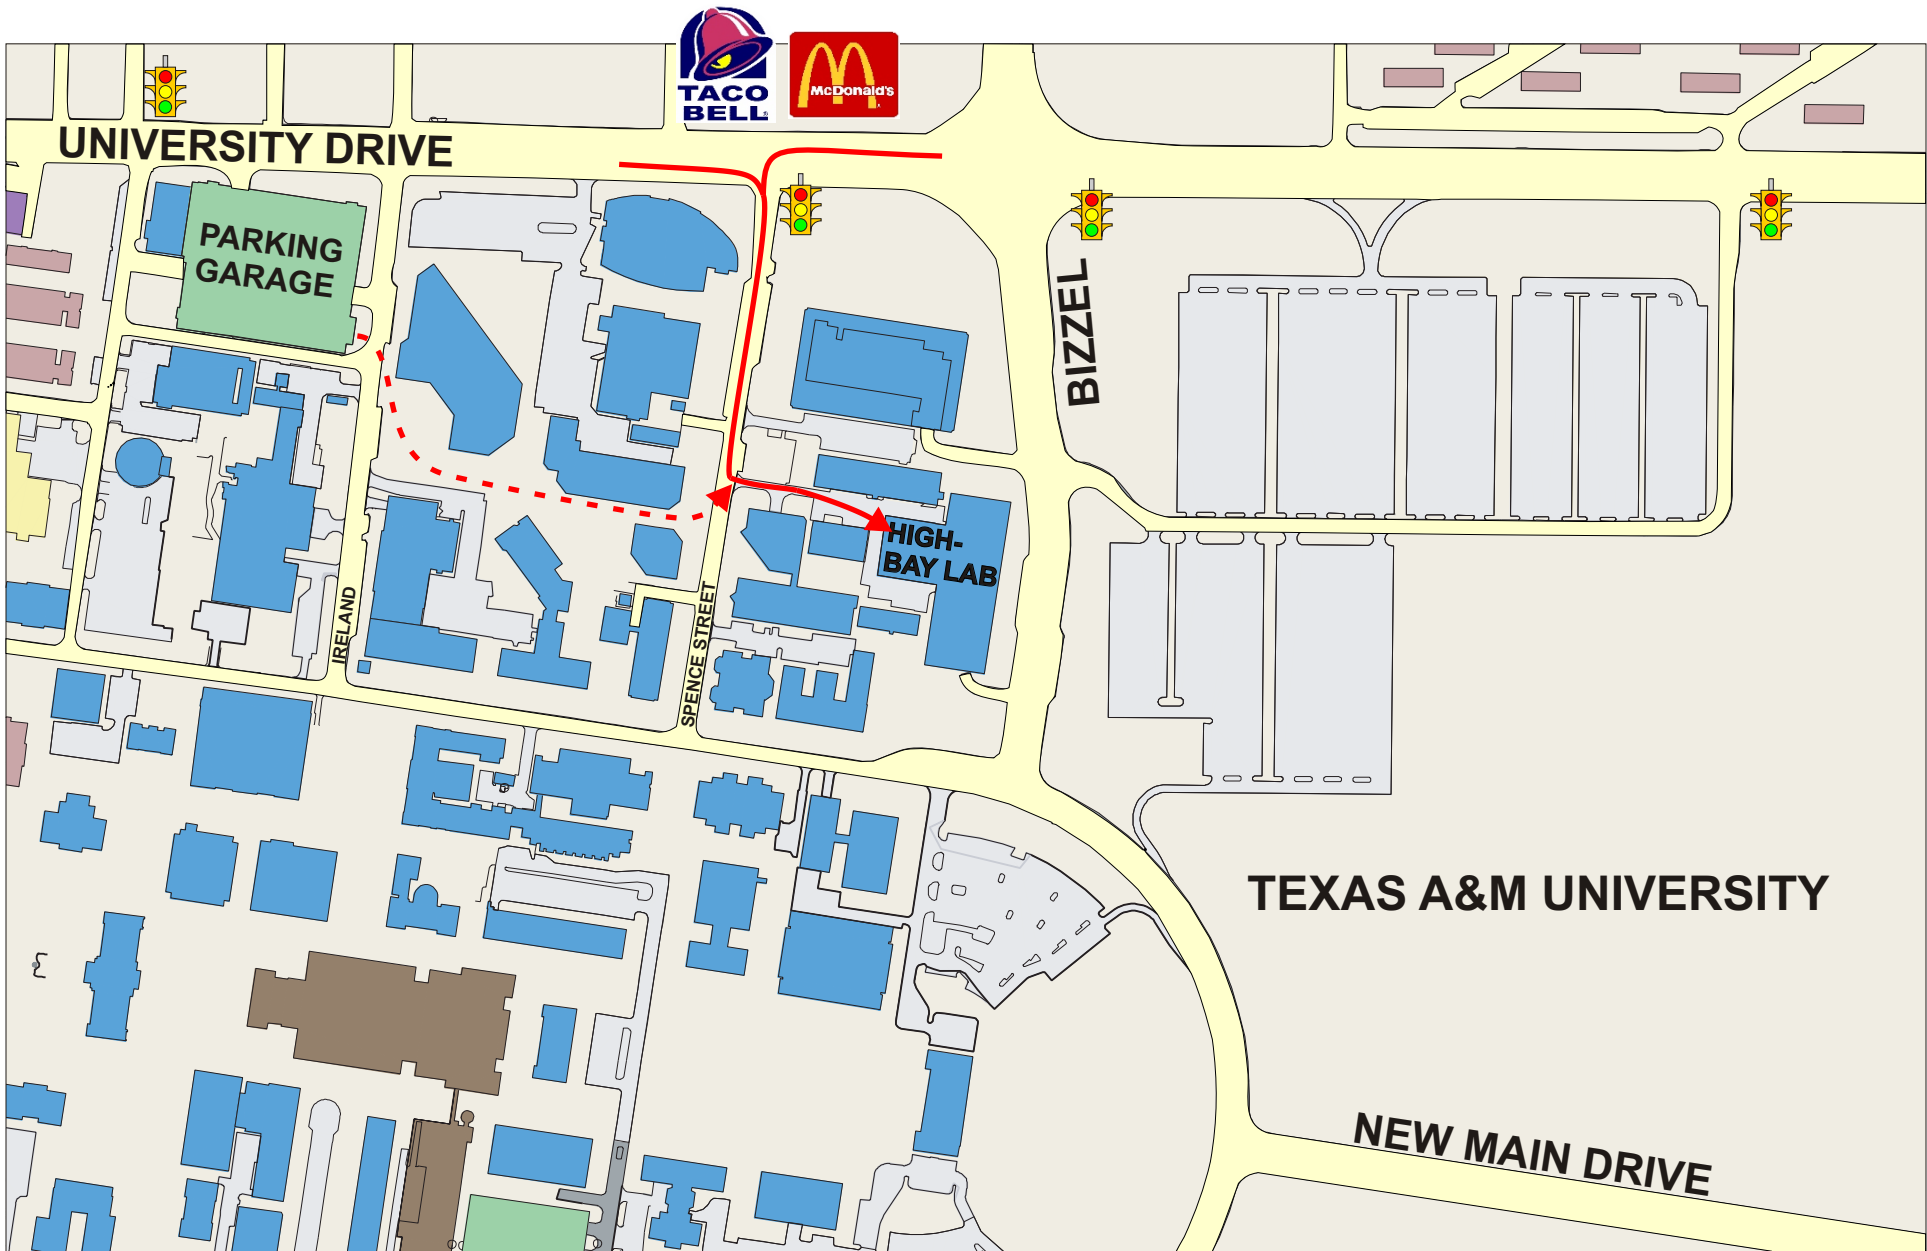 TACO
BELL
McDonald's
UNIVERSITY DRIVE
PARKING
GARAGE
BIZZEL
HIGH-
BAY LAB
IRELAND
SPENCE STREET
TEXAS A&M UNIVERSITY
NEW MAIN DRIVE